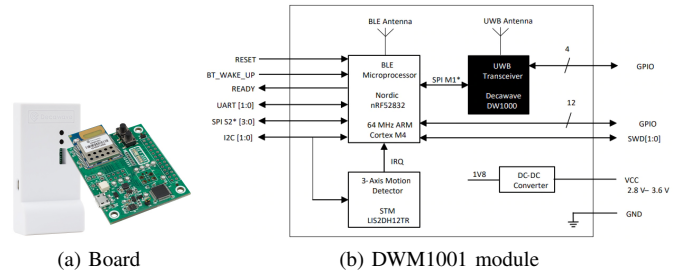 BLE Antenna
UWB Antenna
RESET
BT_WAKE_UP
READY
UART [1:0]
SPI S2* [3:0]
I2C [1:0]
BLE
Microprocessor
Nordic
nRF52832
64 MHz ARM
Cortex M4
SPI M1*
UWB
Transceiver
Decawave
DW1000
4
GPIO
12
GPIO
SWD[1:0]
IRQ
3-Axis Motion
Detector
STM
LIS2DH12TR
1V8
DC-DC
Converter
VCC
2.8 V– 3.6 V
GND
(a) Board
(b) DWM1001 module